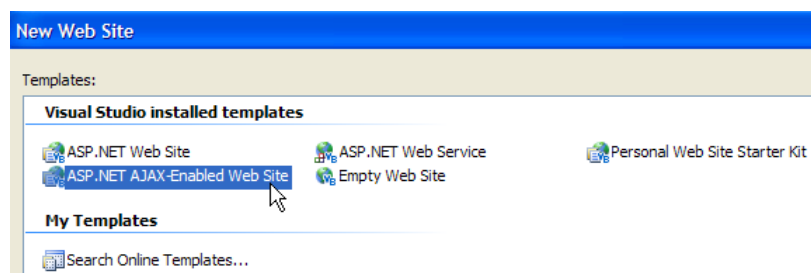 New Web Site
Templates:
Visual Studio installed templates
ASP.NET Web Site ASP.NET Web Service Personal Web Site Starter Kit
ASP.NET AJAX-Enabled Web Site Empty Web Site
My Templates
Search Online Templates...